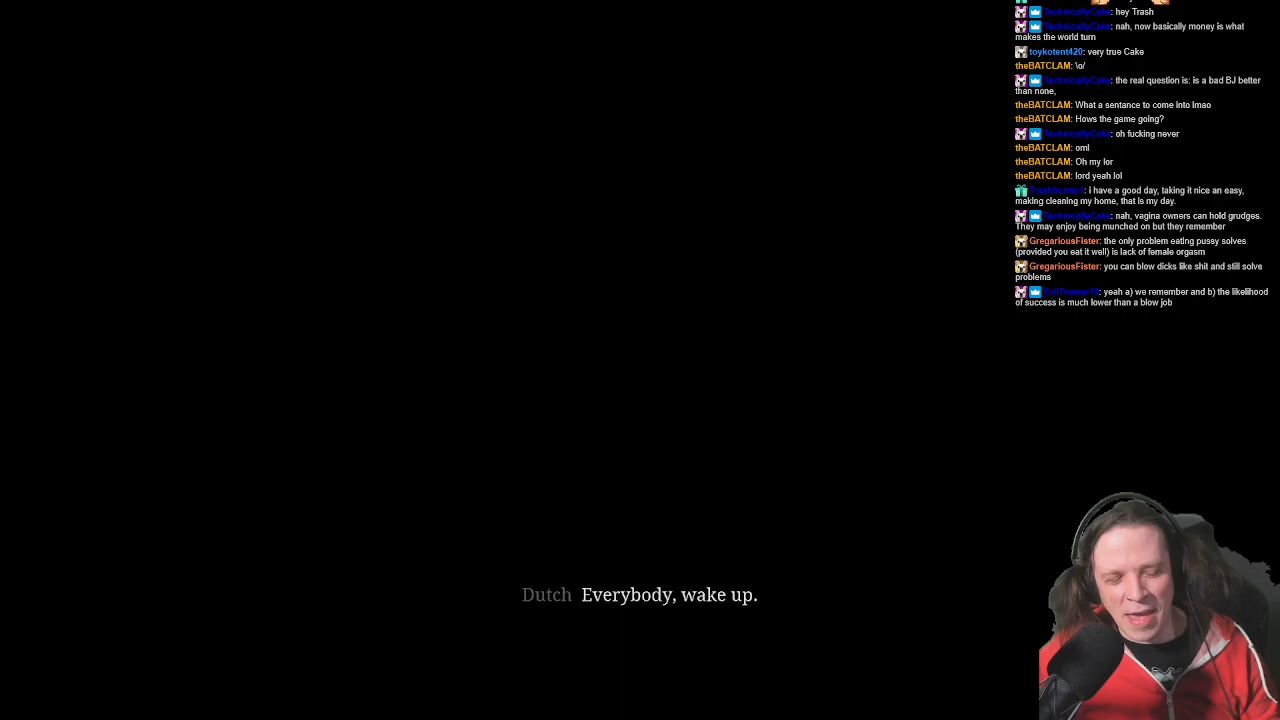 TechnicallyCake: hey Trash
TechnicallyCake: nah, now basically money is what
makes the world turn
toykotent420: very true Cake
theBATCLAM: \o/
TechnicallyCake: the real question is: is a bad BJ better
than none,
theBATCLAM: What a sentence to come into lmao
theBATCLAM: Hows the game going?
TechnicallyCake: oh fucking never
theBATCLAM: oml
theBATCLAM: Oh my lor
theBATCLAM: lord yeah lol
: i have a good day, taking it nice an easy,
making cleaning my home, that is my day.
TechnicallyCake: nah, vagina owners can hold grudges.
They may enjoy being munched on but they remember
GregariousFister: the only problem eating pussy solves
(provided you eat it well) is lack of female orgasm
GregariousFister: you can blow dicks like shit and still solve
problems
: yeah a) we remember and b) the likelihood
of success is much lower than a blow job
Dutch Everybody, wake up.